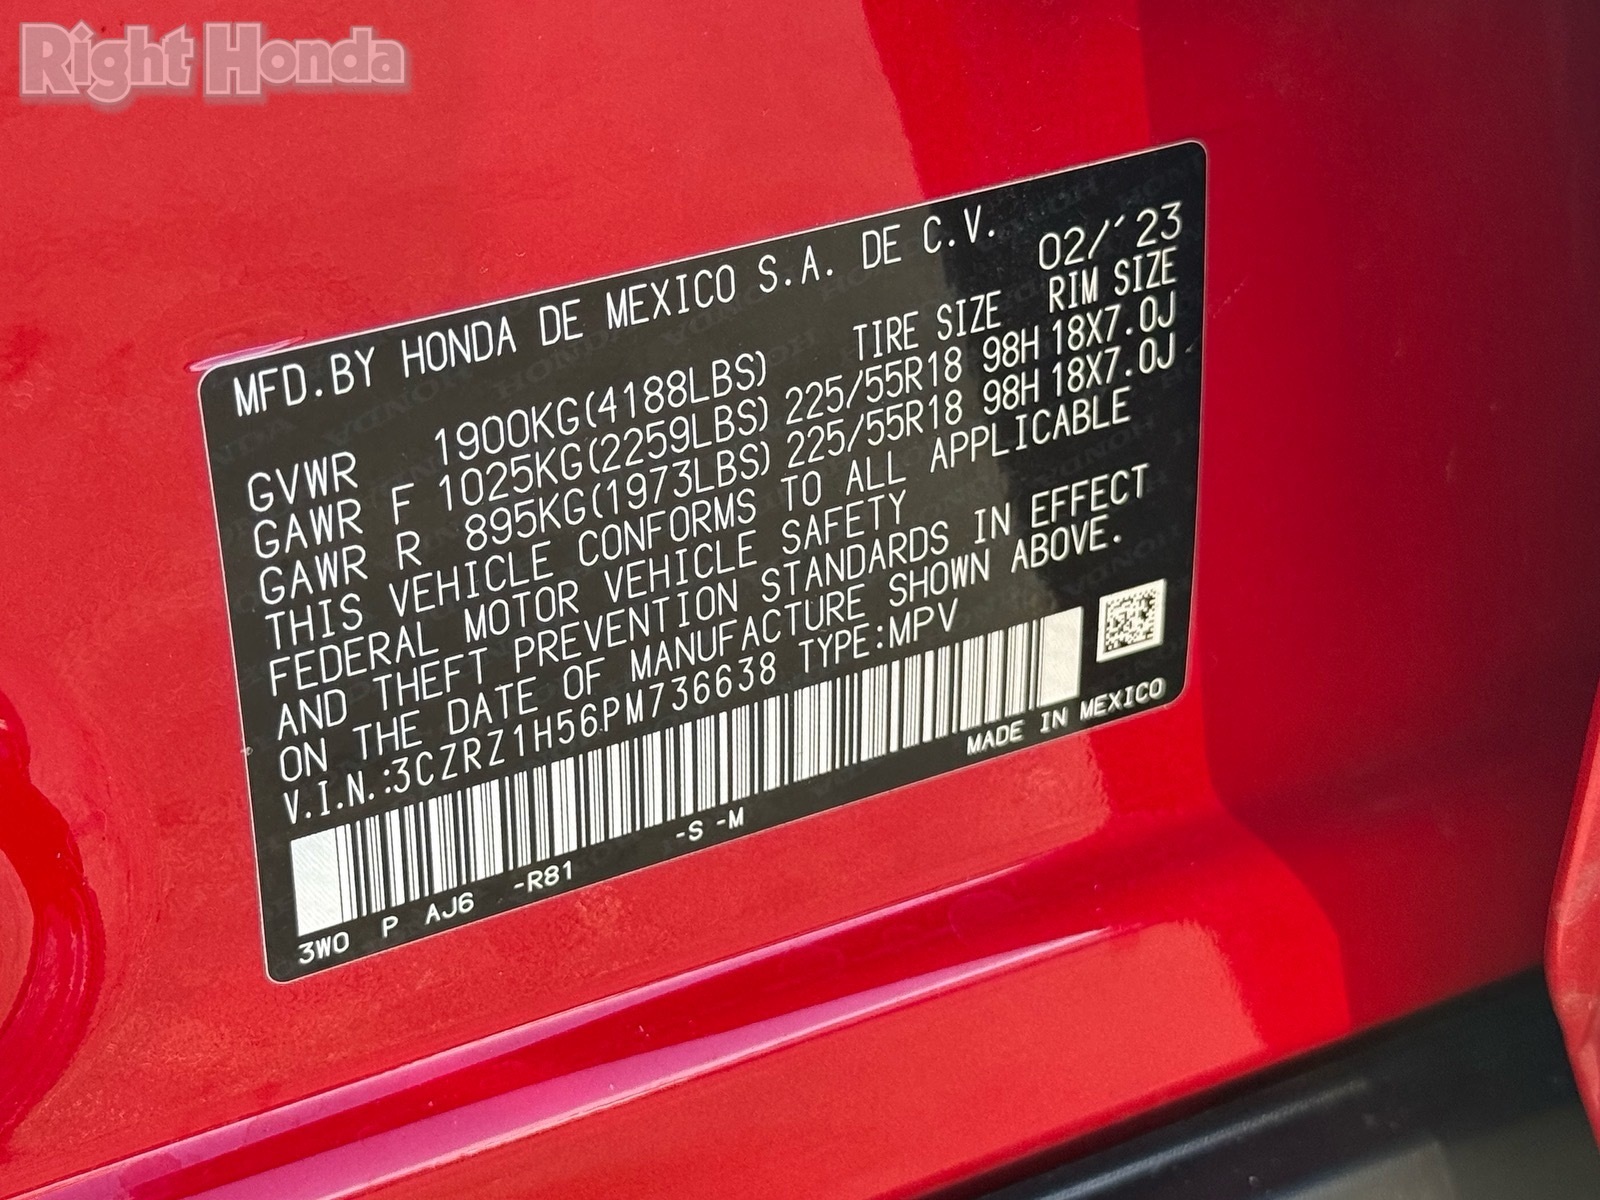 Right Honda
MFD.BY HONDA DE MEXICO S.A. DE C.V.
02/'23
GVWR 1900KG(4188LBS) TIRE SIZE RIM SIZE
GAWR F 1025KG(2259LBS) 225/55R18 98H 18X7.0J
GAWR R 895KG(1973LBS) 225/55R18 98H 18X7.0J
THIS VEHICLE CONFORMS TO ALL APPLICABLE
FEDERAL MOTOR VEHICLE SAFETY
AND THEFT PREVENTION STANDARDS IN EFFECT
ON THE DATE OF MANUFACTURE SHOWN ABOVE.
V.I.N.:3CZRZ1H56PM736638 TYPE:MPV
MADE IN MEXICO
3W0 P AJ6 -R81 -S -M